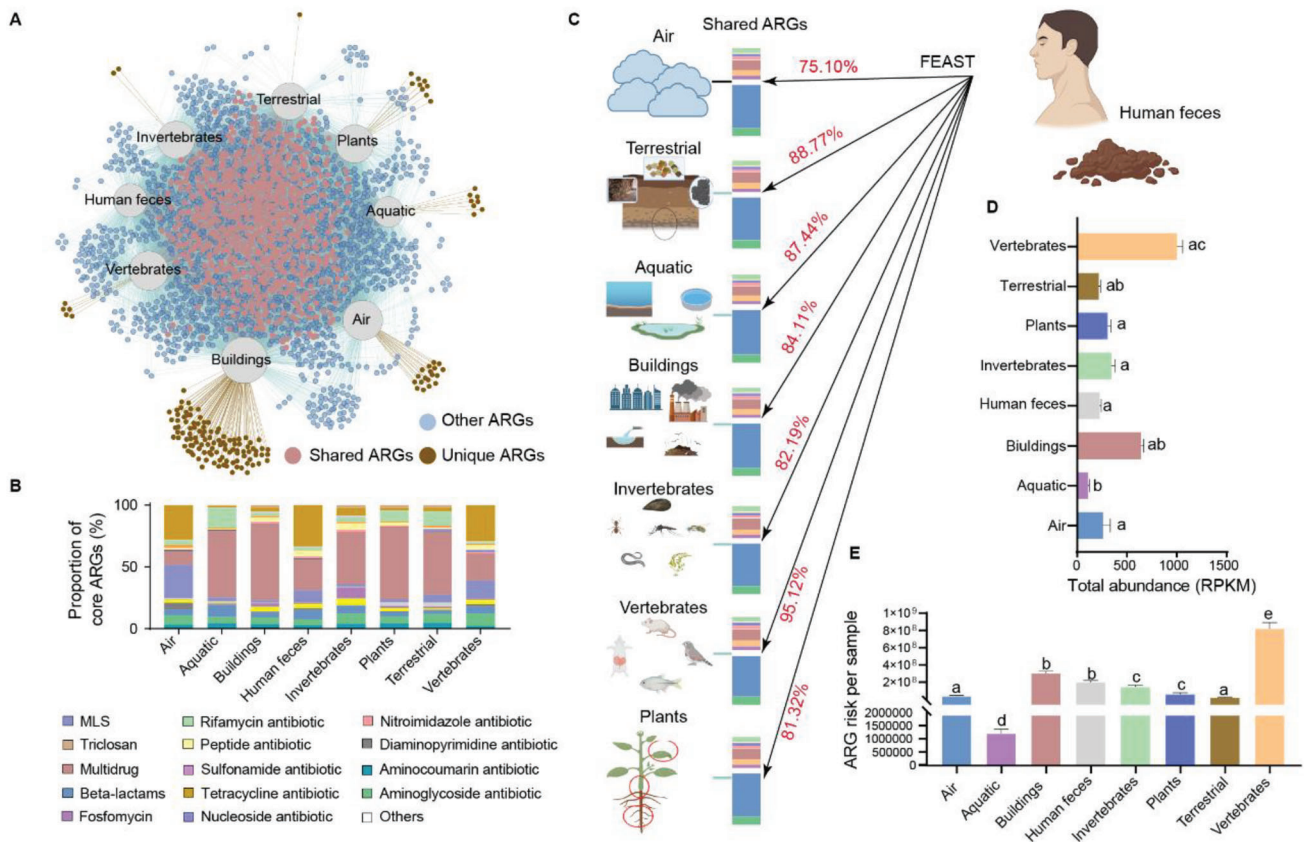 A
Terrestrial
Invertebrates
Plants
Human feces
Aquatic
Vertebrates
Air
Buildings
Other ARGs
Shared ARGs
Unique ARGs
B
Proportion of
core ARGs (%)
100
50
0
Air
Aquatic
Buildings
Human feces
Invertebrates
Plants
Terrestrial
Vertebrates
MLS
Triclosan
Multidrug
Beta-lactams
Fosfomycin
Rifamycin antibiotic
Peptide antibiotic
Sulfonamide antibiotic
Tetracycline antibiotic
Nucleoside antibiotic
Nitroimidazole antibiotic
Diaminopyrimidine antibiotic
Aminocoumarin antibiotic
Aminoglycoside antibiotic
Others
C
Shared ARGs
Air
Terrestrial
Aquatic
Buildings
Invertebrates
Vertebrates
Plants
FEAST
75.10%
88.77%
87.44%
84.11%
82.19%
95.12%
81.32%
Human feces
D
Vertebrates
ac
Terrestrial
ab
Plants
a
Invertebrates
a
Human feces
a
Biuldings
ab
Aquatic
b
Air
a
0 500 1000 1500
Total abundance (RPKM)
E
ARG risk per sample
1×10⁹
8×10⁸
6×10⁸
4×10⁸
2×10⁸
2000000
1500000
1000000
500000
0
a
d
b
b
c
c
a
e
Air
Aquatic
Buildings
Human feces
Invertebrates
Plants
Terrestrial
Vertebrates